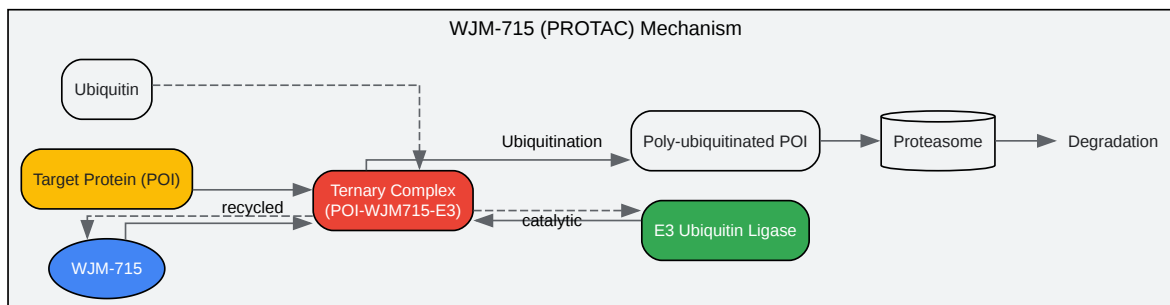 WJM-715 (PROTAC) Mechanism
Ubiquitin
Ubiquitination
Poly-ubiquitinated POI
Proteasome
Degradation
Target Protein (POI)
Ternary Complex
(POI-WJM715-E3)
recycled
catalytic
E3 Ubiquitin Ligase
WJM-715